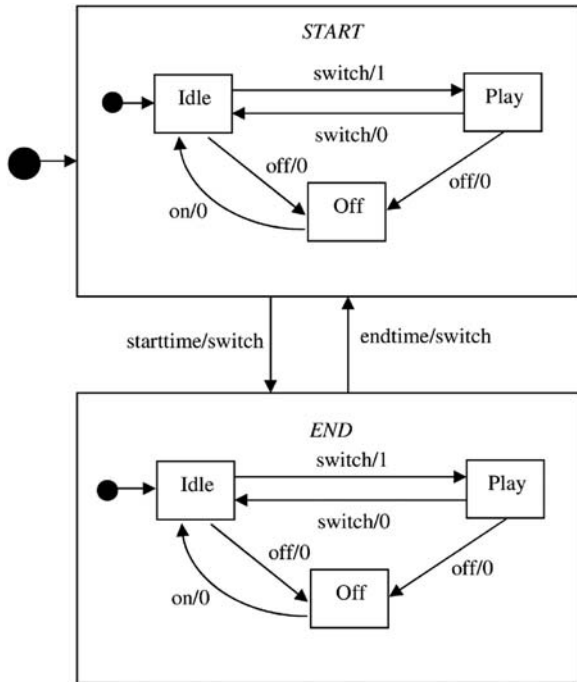 START
switch/1
Idle
Play
switch/0
off/0
off/0
on/0
Off
starttime/switch
endtime/switch
END
switch/1
Idle
Play
switch/0
off/0
off/0
on/0
Off